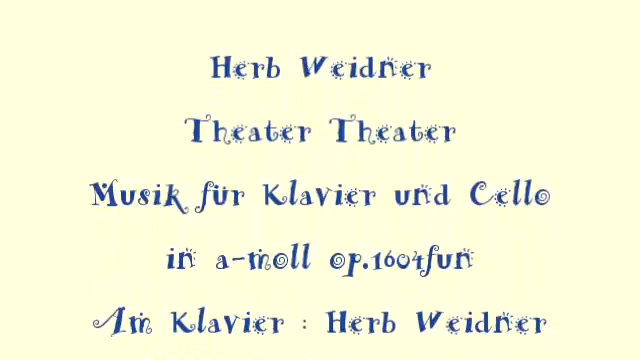 Herb Weidner
Theater Theater
Musik für Klavier und Cello
in a-moll op.1604fun
Am Klavier : Herb Weidner